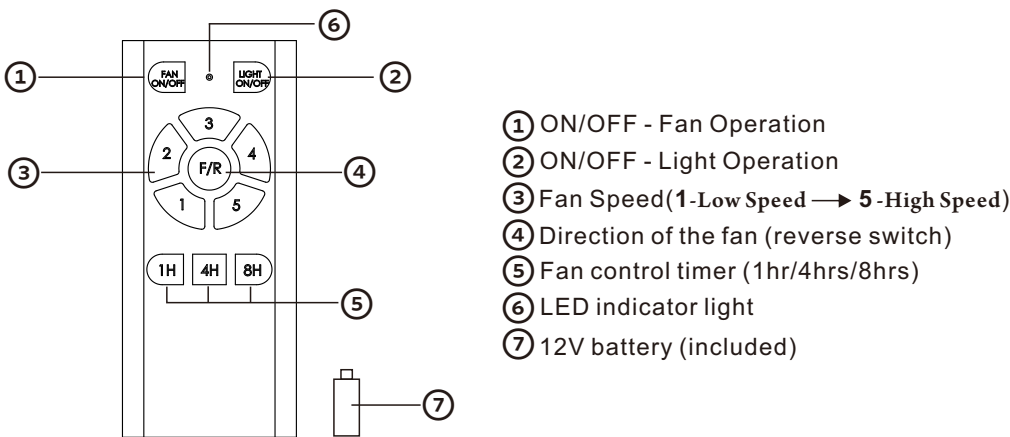 6
1
FAN
ON/OFF
LIGHT
ON/OFF
2
3
2
4
3
F/R
4
1
5
1H
4H
8H
5
7
1 ON/OFF - Fan Operation
2 ON/OFF - Light Operation
3 Fan Speed(1-Low Speed → 5 -High Speed)
4 Direction of the fan (reverse switch)
5 Fan control timer (1hr/4hrs/8hrs)
6 LED indicator light
7 12V battery (included)